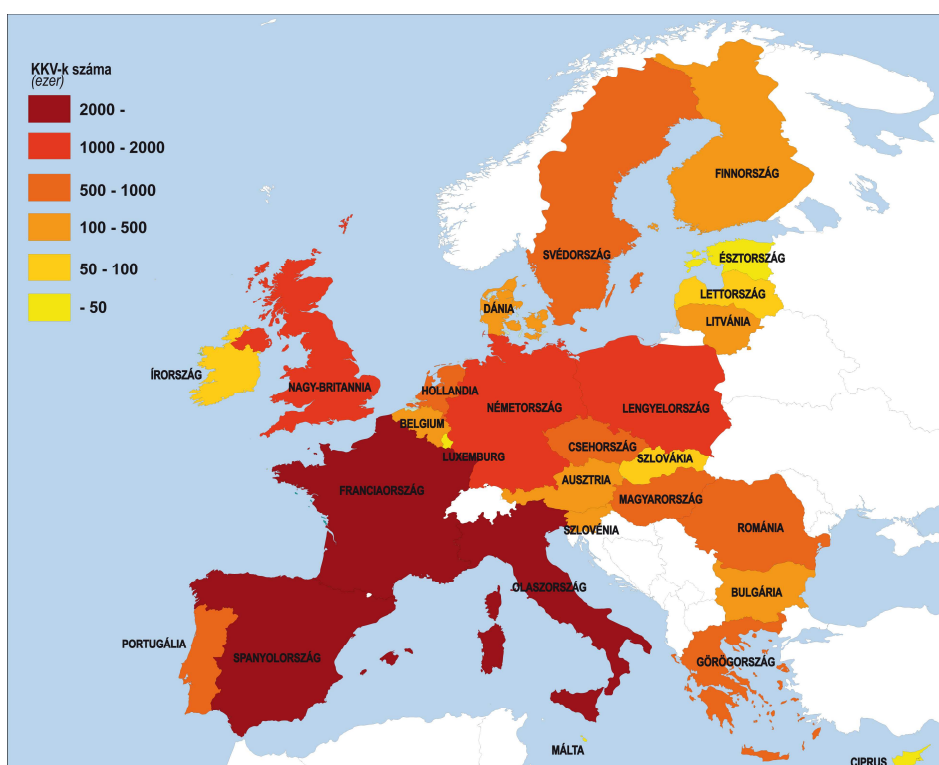 KKV-k száma
(ezer)
2000 -
1000 - 2000
500 - 1000
100 - 500
50 - 100
- 50
FINNORSZÁG
SVÉDORSZÁG
ÉSZTORSZÁG
LETTORSZÁG
LITVÁNIA
DÁNIA
ÍRORSZÁG
NAGY-BRITANNIA
HOLLANDIA
BELGIUM
NÉMETORSZÁG
LENGYELORSZÁG
LUXEMBURG
CSEHORSZÁG
SZLOVÁKIA
FRANCIAORSZÁG
AUSZTRIA
MAGYARORSZÁG
SZLOVÉNIA
ROMÁNIA
OLASZORSZÁG
BULGÁRIA
PORTUGÁLIA
SPANYOLORSZÁG
GÖRÖGORSZÁG
MÁLTA
CIPRUS